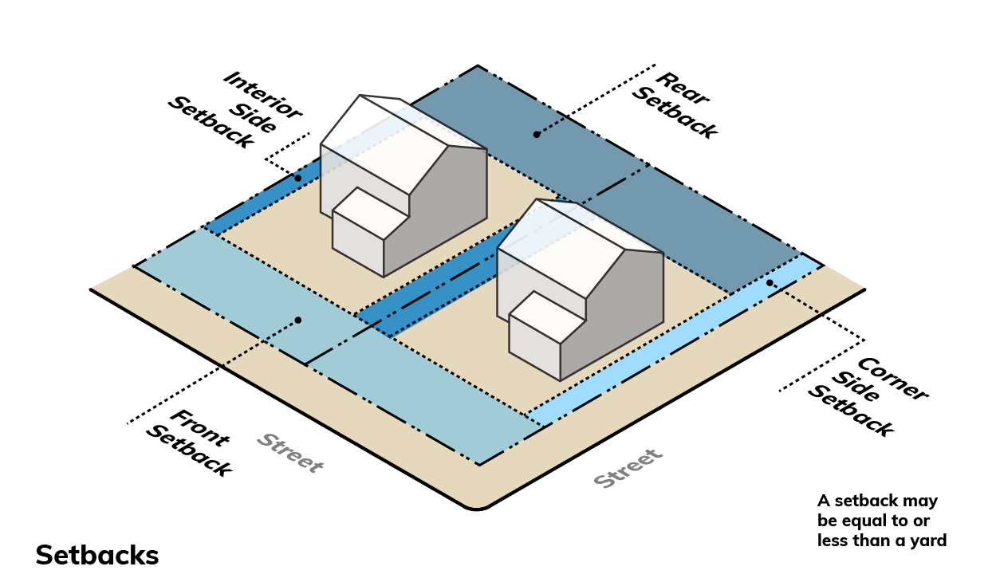 Interior
Side
Setback
Rear
Setback
Corner
Side
Setback
Front
Setback
Street
Street
A setback may
be equal to or
less than a yard
Setbacks